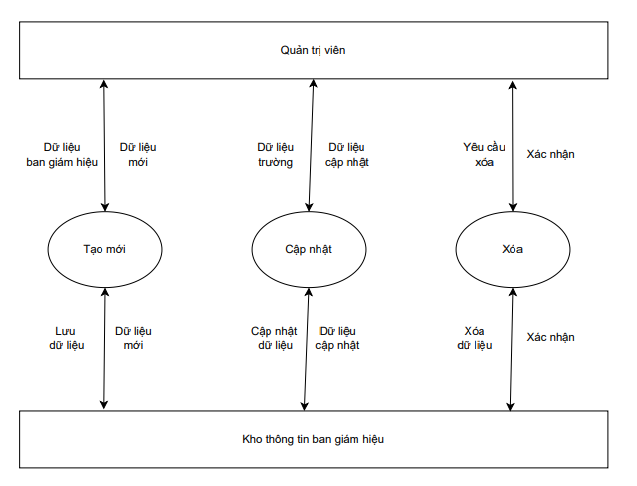 Quản trị viên
Dữ liệu
ban giám hiệu
Dữ liệu
mới
Dữ liệu
trường
Dữ liệu
cập nhật
Yêu cầu
xóa
Xác nhận
Tạo mới
Cập nhật
Xóa
Lưu
dữ liệu
Dữ liệu
mới
Cập nhật
dữ liệu
Dữ liệu
cập nhật
Xóa
dữ liệu
Xác nhận
Kho thông tin ban giám hiệu